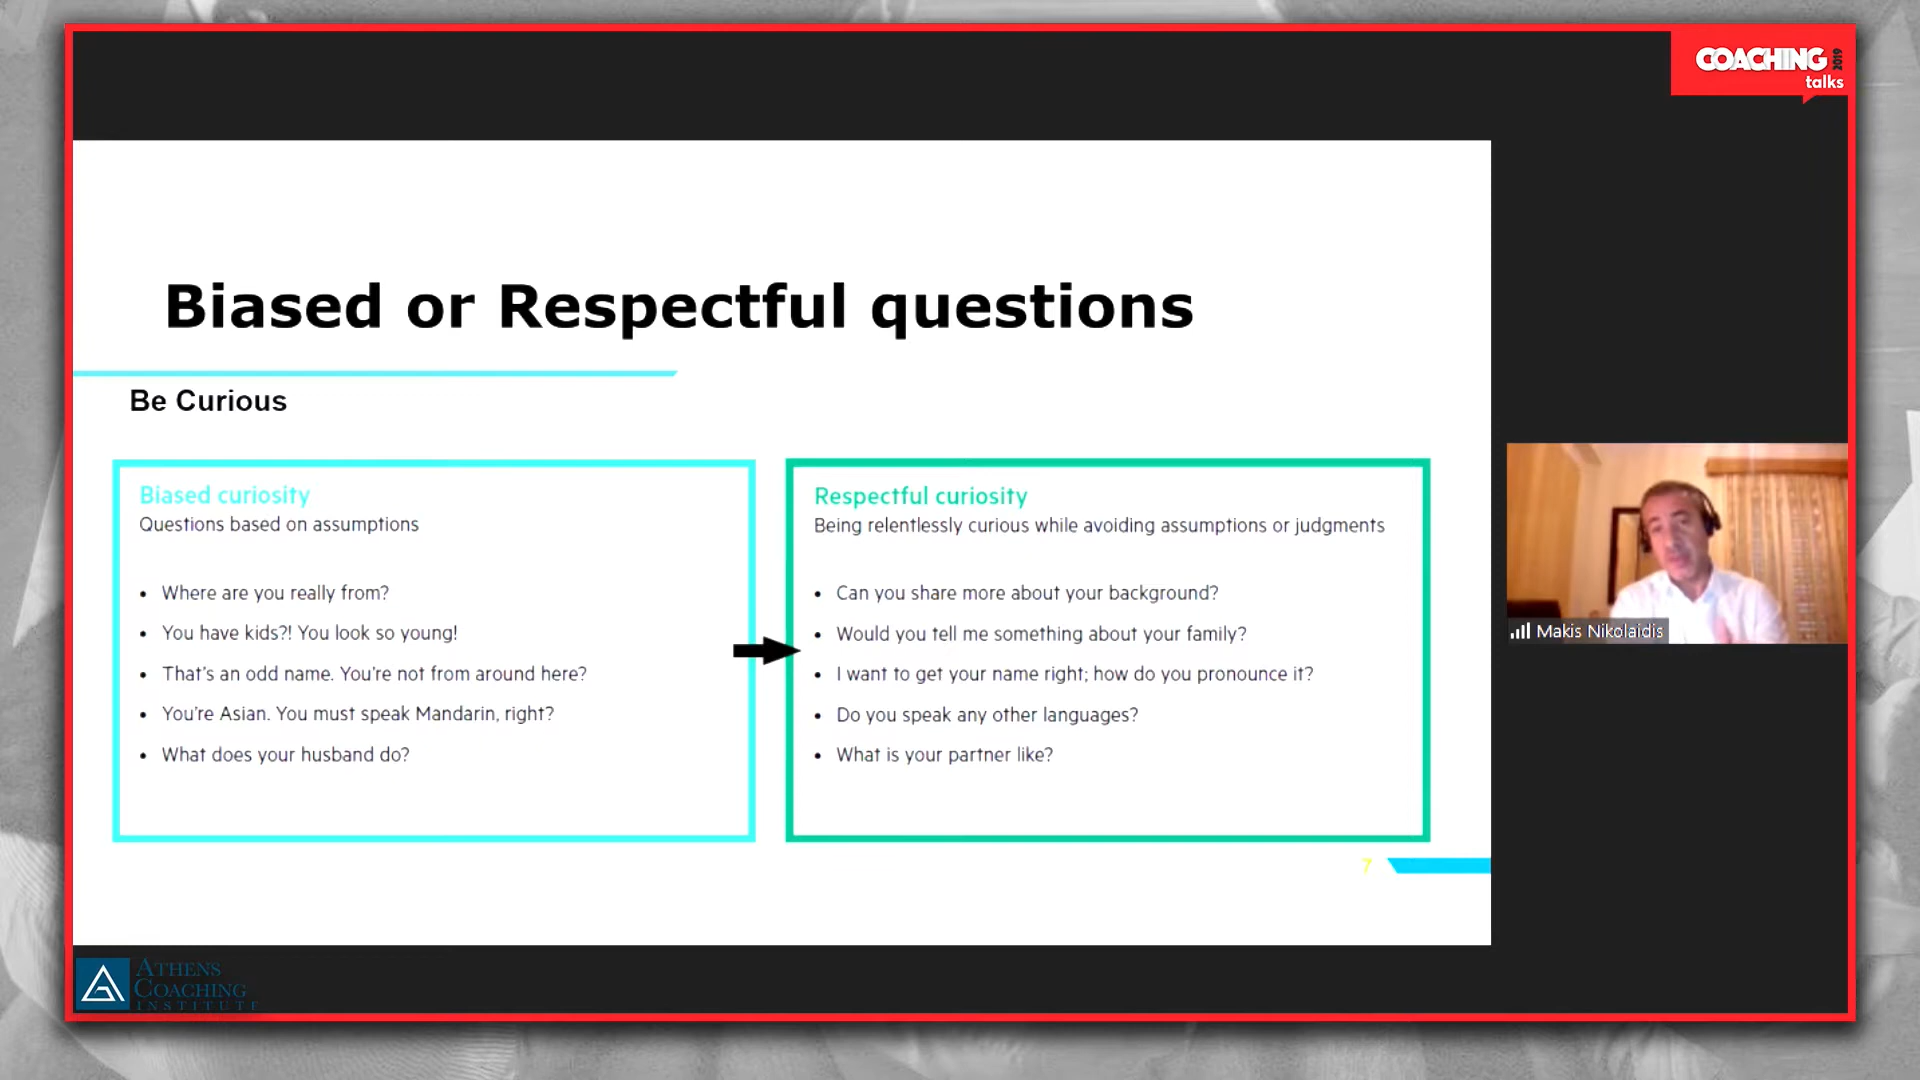 COACHING 2019
talks
Biased or Respectful questions
Be Curious
Biased curiosity
Questions based on assumptions
• Where are you really from?
• You have kids?! You look so young!
• That's an odd name. You're not from around here?
• You're Asian. You must speak Mandarin, right?
• What does your husband do?
Respectful curiosity
Being relentlessly curious while avoiding assumptions or judgments
• Can you share more about your background?
• Would you tell me something about your family?
• I want to get your name right; how do you pronounce it?
• Do you speak any other languages?
• What is your partner like?
Makis Nikolaidis
7
ATHENS
COACHING
INSTITUTE